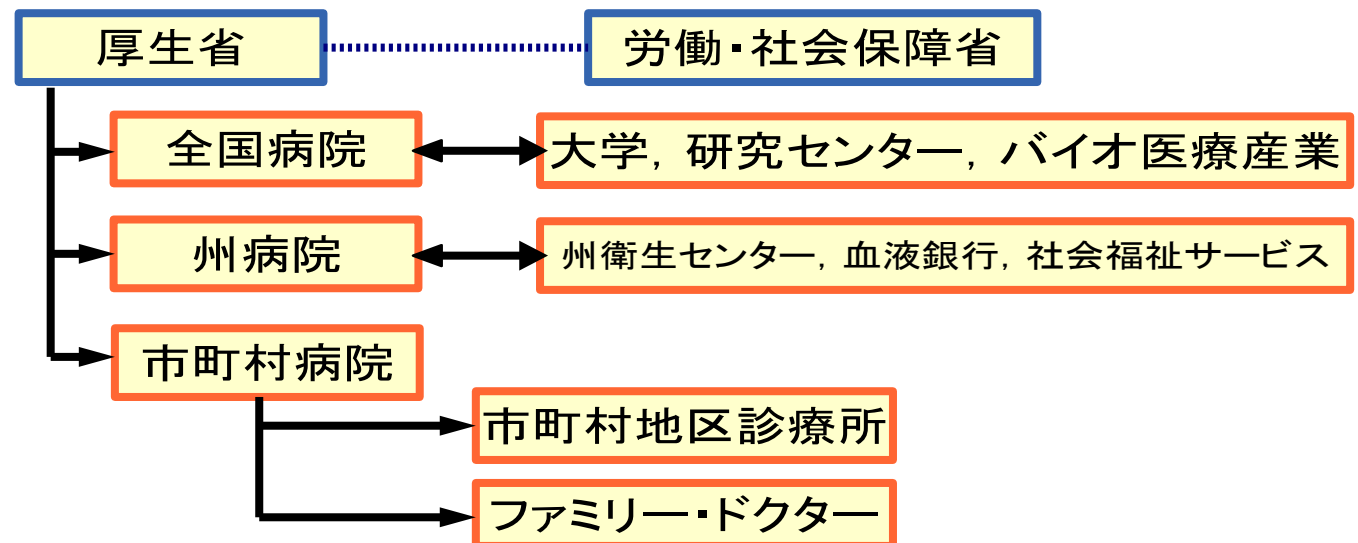 厚生省
労働・社会保障省
全国病院
大学，研究センター，バイオ医療産業
州病院
州衛生センター，血液銀行，社会福祉サービス
市町村病院
市町村地区診療所
ファミリー・ドクター